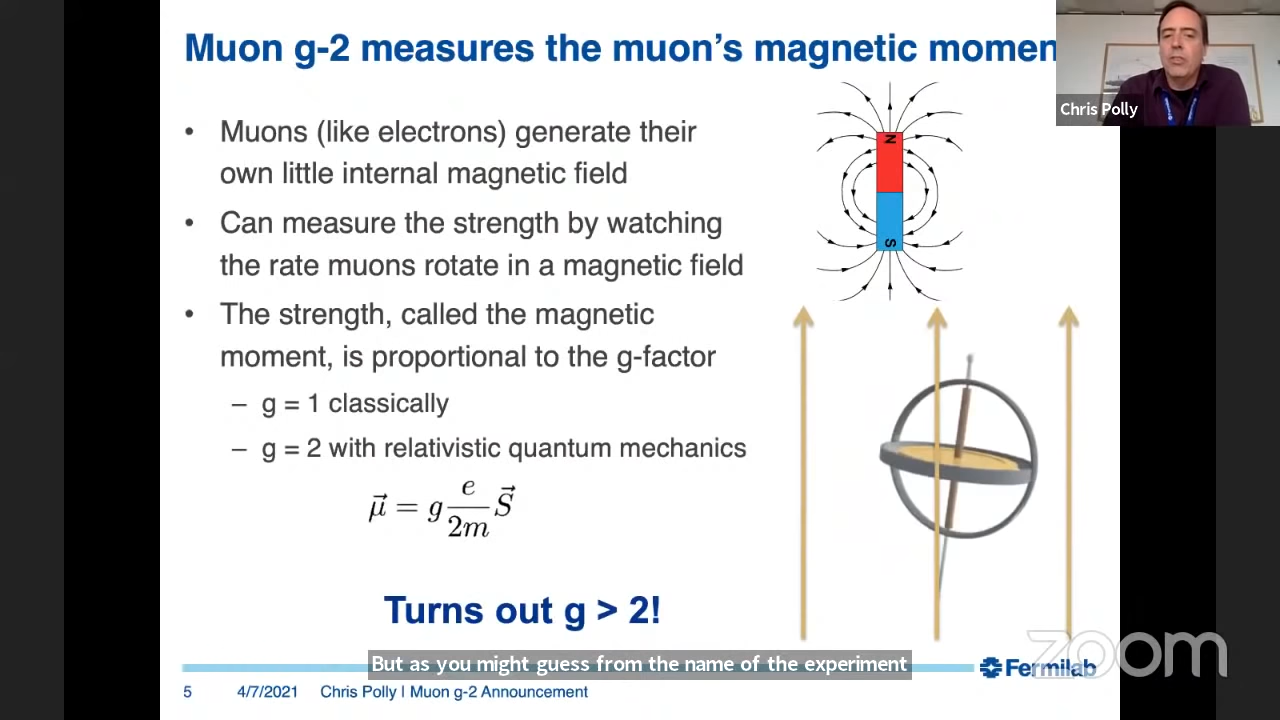 Muon g-2 measures the muon's magnetic momen
Chris Polly
• Muons (like electrons) generate their
own little internal magnetic field
• Can measure the strength by watching
the rate muons rotate in a magnetic field
• The strength, called the magnetic
moment, is proportional to the g-factor
– g = 1 classically
– g = 2 with relativistic quantum mechanics
N
S
μ⃗ = g e/2m S⃗
Turns out g > 2!
zoom
But as you might guess from the name of the experiment
Fermilab
5 4/7/2021 Chris Polly | Muon g-2 Announcement